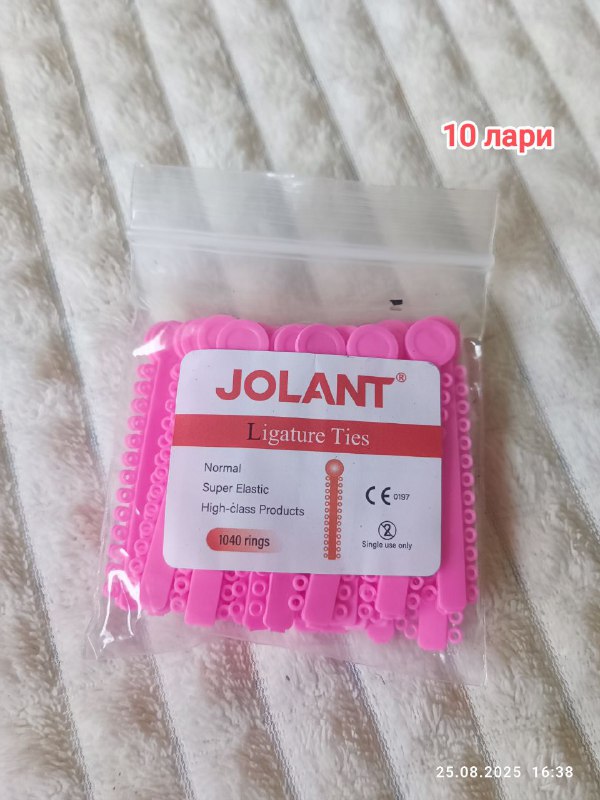 10 лари
JOLANT®
Ligature Ties
Normal
Super Elastic
High-class Products
1040 rings
CE 0197
2
Single use only
25.08.2025 16:38